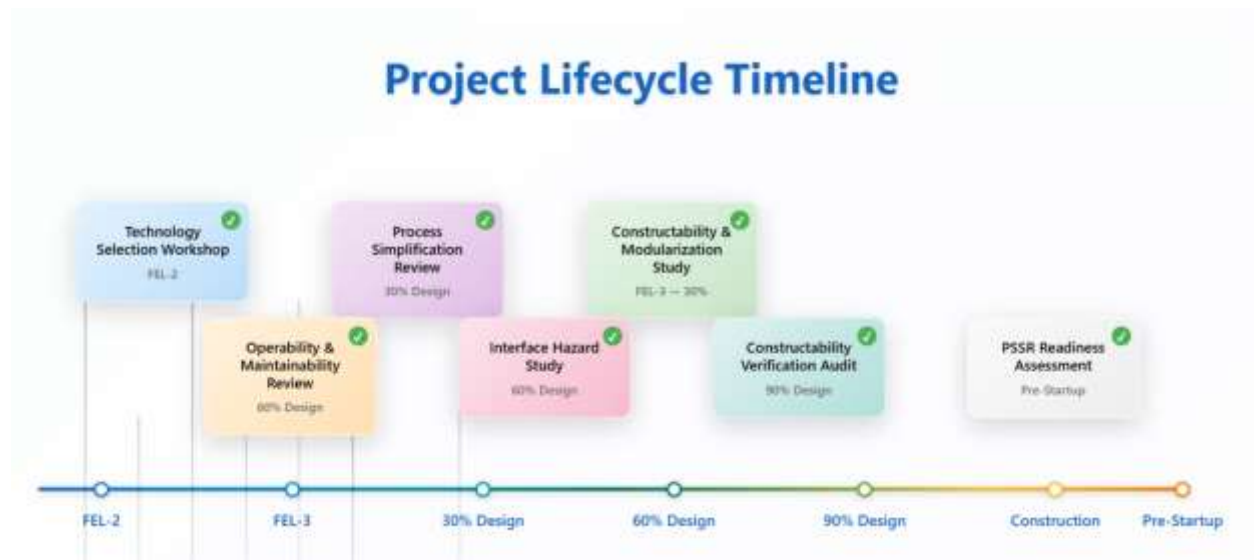 Project Lifecycle Timeline
Technology
Selection Workshop
FEL-2
Process
Simplification
Review
30% Design
Constructability &
Modularization
Study
FEL-3 — 30%
Operability &
Maintainability
Review
60% Design
Interface Hazard
Study
60% Design
Constructability
Verification Audit
90% Design
PSSR Readiness
Assessment
Pre-Startup
FEL-2
FEL-3
30% Design
60% Design
90% Design
Construction
Pre-Startup